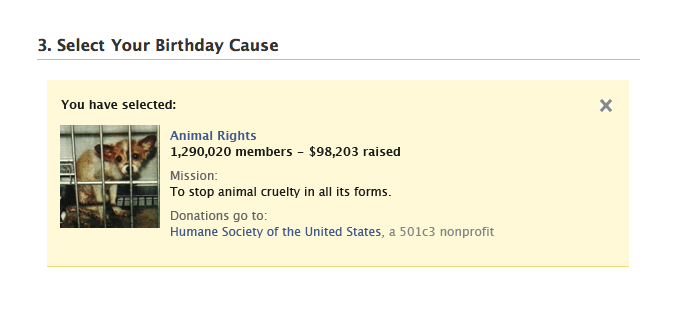 3. Select Your Birthday Cause
You have selected:
Animal Rights
1,290,020 members – $98,203 raised
Mission:
To stop animal cruelty in all its forms.
Donations go to:
Humane Society of the United States, a 501c3 nonprofit